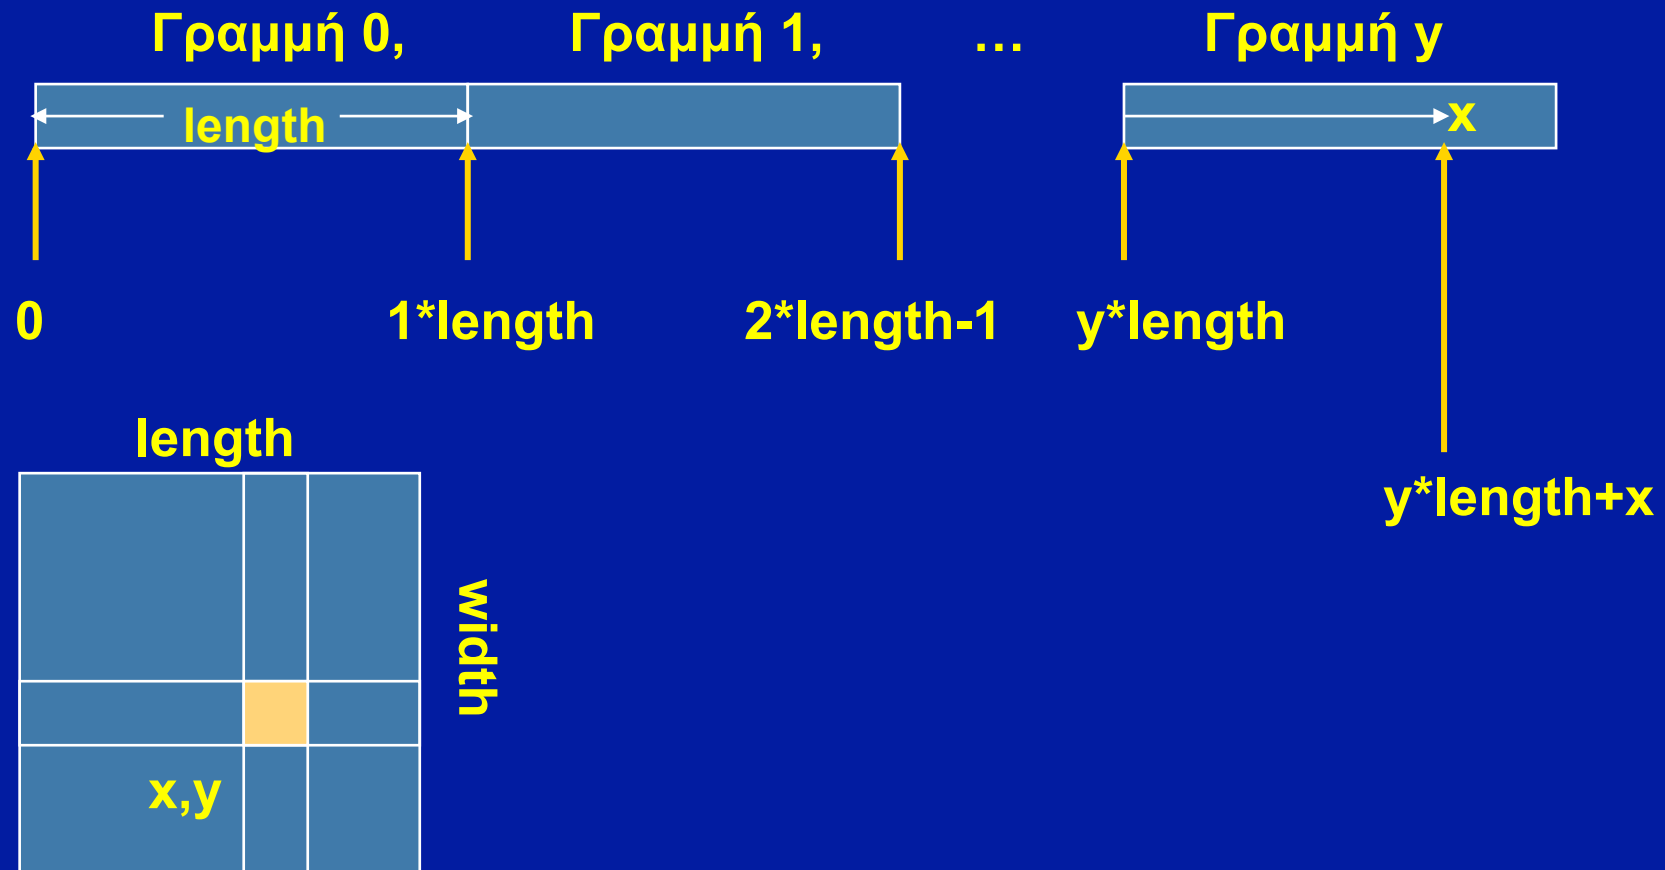 Γραμμή 0, Γραμμή 1, … Γραμμή y
length x
0 1*length 2*length-1 y*length
length
y*length+x
width
x,y